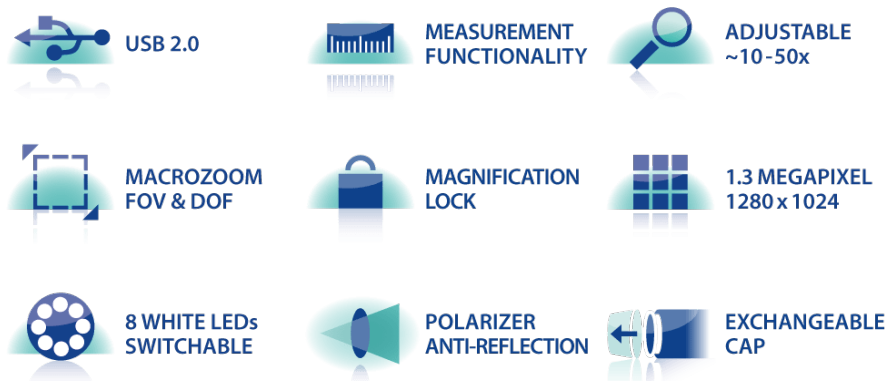 USB 2.0
MEASUREMENT
FUNCTIONALITY
ADJUSTABLE
~10-50x
MACROZOOM
FOV & DOF
MAGNIFICATION
LOCK
1.3 MEGAPIXEL
1280 x 1024
8 WHITE LEDs
SWITCHABLE
POLARIZER
ANTI-REFLECTION
EXCHANGEABLE
CAP